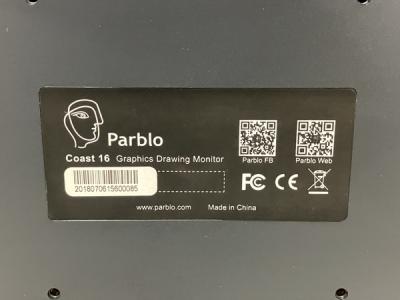 Parblo
Coast 16 Graphics Drawing Monitor
2018070615600085
Parblo FB
Parblo Web
FC CE
www.parblo.com Made in China